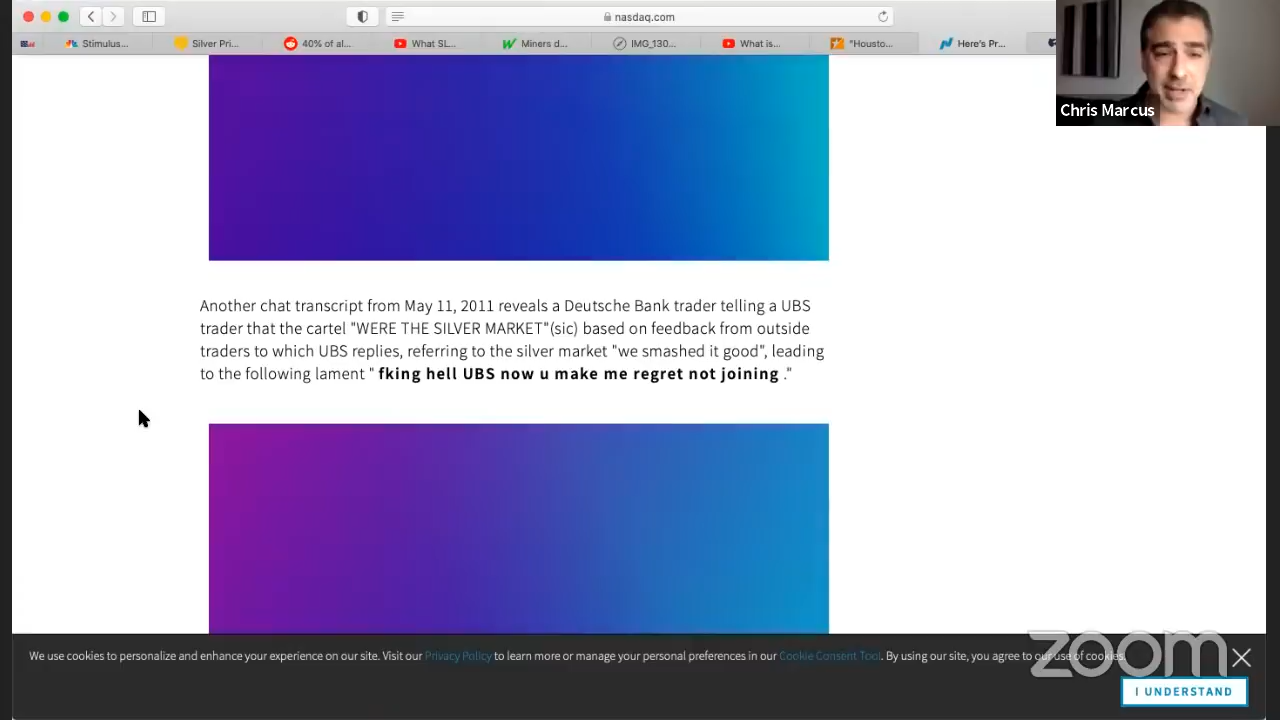 nasdaq.com
Stimulus...
Silver Pri...
40% of al...
What SL...
Miners d...
IMG_130...
What is...
"Housto...
Here's Pr...
Chris Marcus
Another chat transcript from May 11, 2011 reveals a Deutsche Bank trader telling a UBS
trader that the cartel "WERE THE SILVER MARKET"(sic) based on feedback from outside
traders to which UBS replies, referring to the silver market "we smashed it good", leading
to the following lament " fking hell UBS now u make me regret not joining ."
We use cookies to personalize and enhance your experience on our site. Visit our Privacy Policy to learn more or manage your personal preferences in our Cookie Consent Tool. By using our site, you agree to our use of cookies.
zoom
I UNDERSTAND